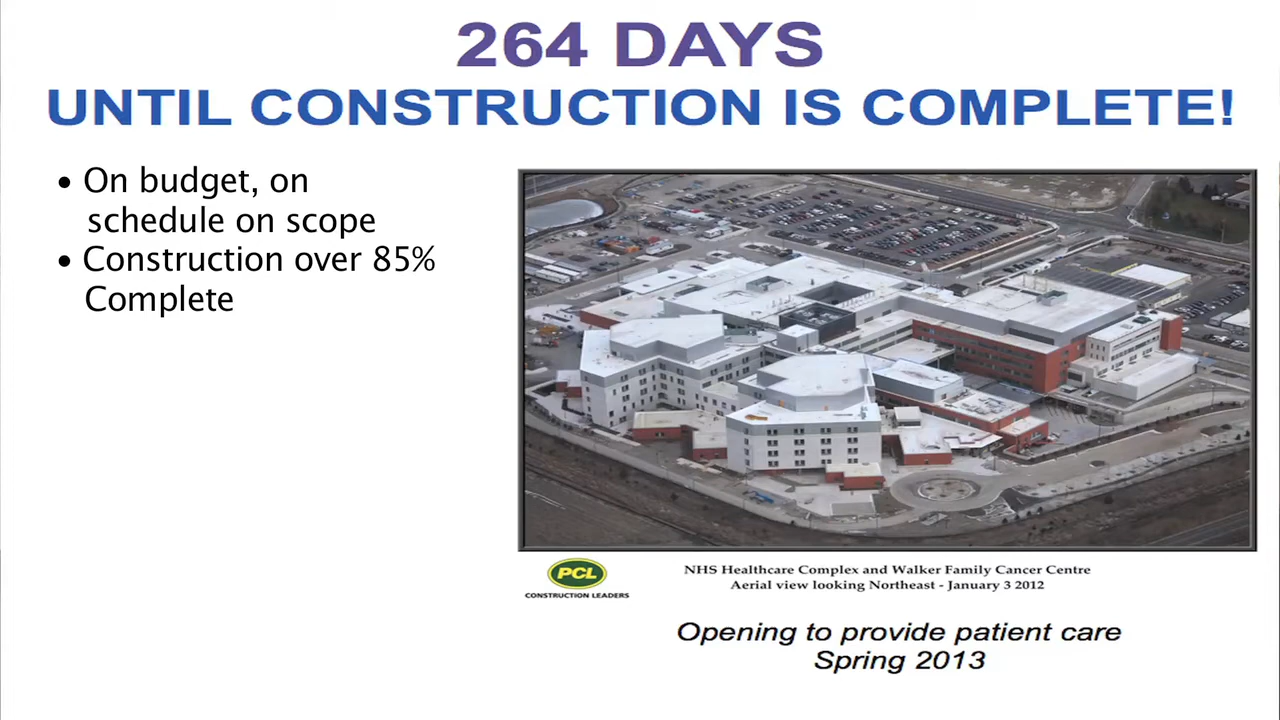 264 DAYS
UNTIL CONSTRUCTION IS COMPLETE!
• On budget, on
schedule on scope
• Construction over 85%
Complete
PCL
CONSTRUCTION LEADERS
NHS Healthcare Complex and Walker Family Cancer Centre
Aerial view looking Northeast - January 3 2012
Opening to provide patient care
Spring 2013